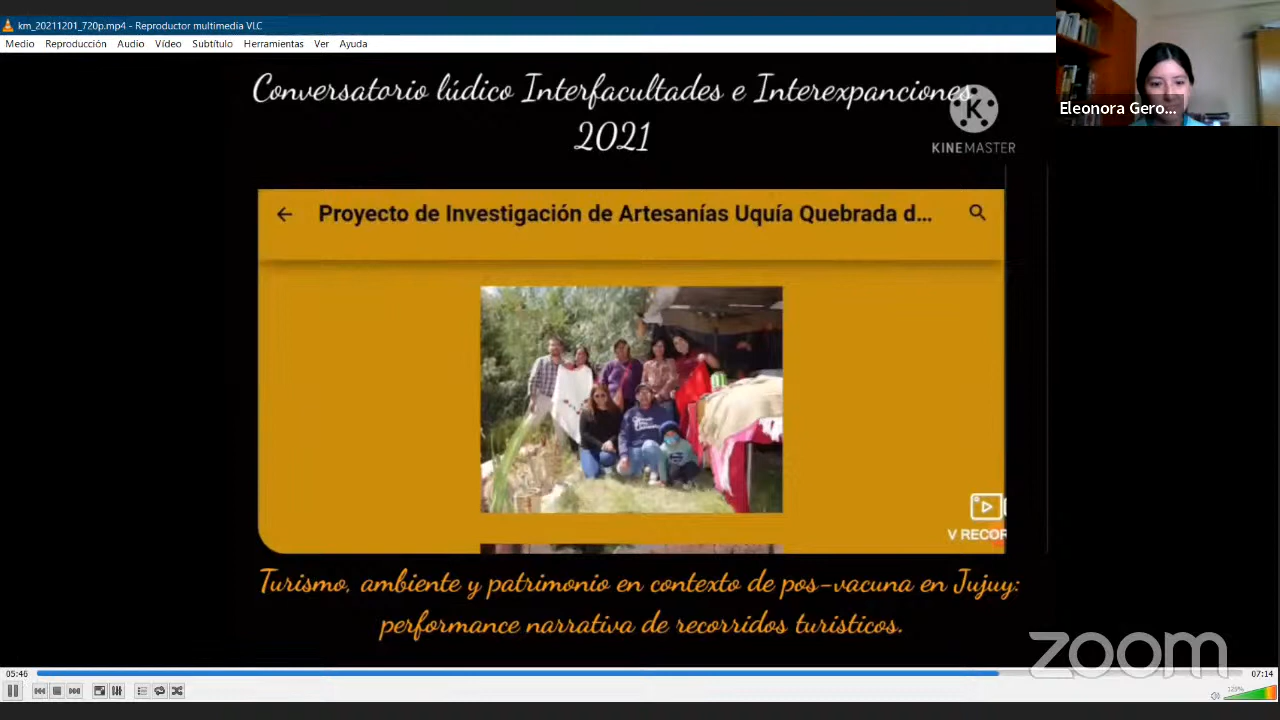 km_20211201_720p.mp4 - Reproductor multimedia VLC
Medio Reproducción Audio Vídeo Subtítulo Herramientas Ver Ayuda
Conversatorio lúdico Interfacultades e Interexpanciones
2021
K
KINEMASTER
Eleonora Gero...
Proyecto de Investigación de Artesanías Uquía Quebrada d...
V RECOR
Turismo, ambiente y patrimonio en contexto de pos-vacuna en Jujuy:
performance narrativa de recorridos turisticos.
zoom
05:46
07:14